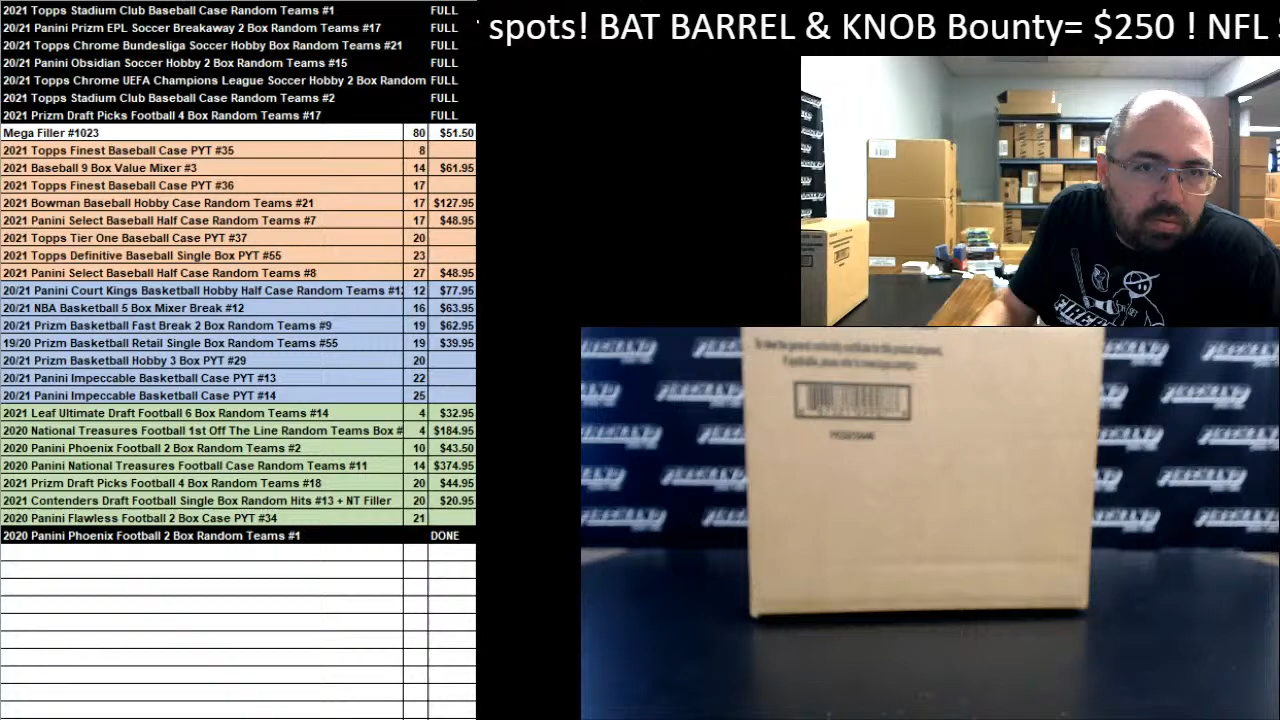 2021 Topps Stadium Club Baseball Case Random Teams #1 FULL
20/21 Panini Prizm EPL Soccer Breakaway 2 Box Random Teams #17 FULL
20/21 Topps Chrome Bundesliga Soccer Hobby Box Random Teams #21 FULL
20/21 Panini Obsidian Soccer Hobby 2 Box Random Teams #15 FULL
20/21 Topps Chrome UEFA Champions League Soccer Hobby 2 Box Random FULL
2021 Topps Stadium Club Baseball Case Random Teams #2 FULL
2021 Prizm Draft Picks Football 4 Box Random Teams #17 FULL
Mega Filler #1023 80 $51.50
2021 Topps Finest Baseball Case PYT #35 8
2021 Baseball 9 Box Value Mixer #3 14 $61.95
2021 Topps Finest Baseball Case PYT #36 17
2021 Bowman Baseball Hobby Case Random Teams #21 17 $127.95
2021 Panini Select Baseball Half Case Random Teams #7 17 $48.95
2021 Topps Tier One Baseball Case PYT #37 20
2021 Topps Definitive Baseball Single Box PYT #55 23
2021 Panini Select Baseball Half Case Random Teams #8 27 $48.95
20/21 Panini Court Kings Basketball Hobby Half Case Random Teams 12 $77.95
20/21 NBA Basketball 5 Box Mixer Break #12 16 $63.95
20/21 Prizm Basketball Fast Break 2 Box Random Teams #9 19 $62.95
19/20 Prizm Basketball Retail Single Box Random Teams #55 19 $39.95
20/21 Prizm Basketball Hobby 3 Box PYT #29 20
20/21 Panini Impeccable Basketball Case PYT #13 22
20/21 Panini Impeccable Basketball Case PYT #14 25
2021 Leaf Ultimate Draft Football 6 Box Random Teams #14 4 $32.95
2020 National Treasures Football 1st Off The Line Random Teams Box # 4 $184.95
2020 Panini Phoenix Football 2 Box Random Teams #2 10 $43.50
2020 Panini National Treasures Football Case Random Teams #11 14 $374.95
2021 Prizm Draft Picks Football 4 Box Random Teams #18 20 $44.95
2021 Contenders Draft Football Single Box Random Hits #13 + NT Filler 20 $20.95
2020 Panini Flawless Football 2 Box Case PYT #34 21
2020 Panini Phoenix Football 2 Box Random Teams #1 DONE
spots! BAT BARREL & KNOB Bounty= $250 ! NFL